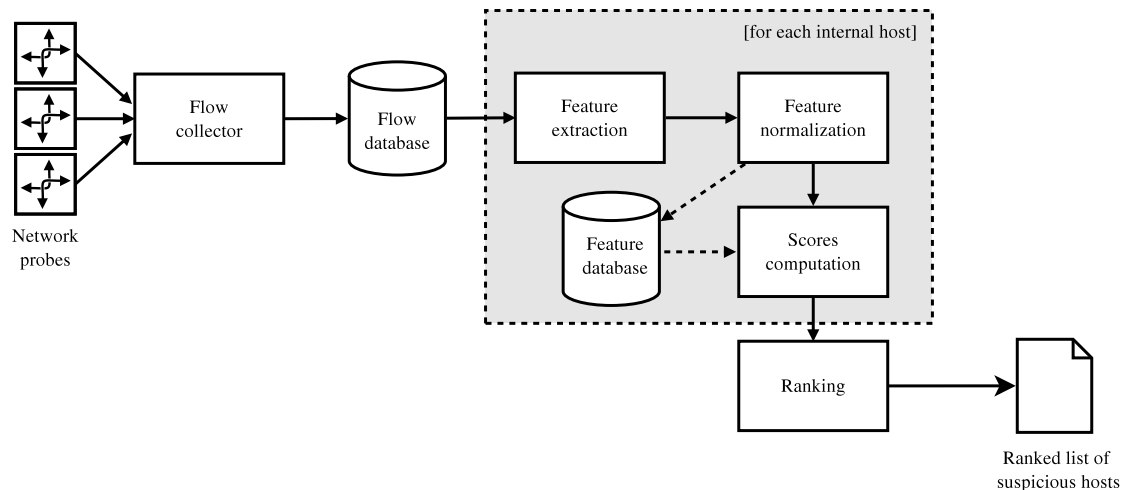 [for each internal host]
Flow
collector
Flow
database
Feature
extraction
Feature
normalization
Network
probes
Feature
database
Scores
computation
Ranking
Ranked list of
suspicious hosts